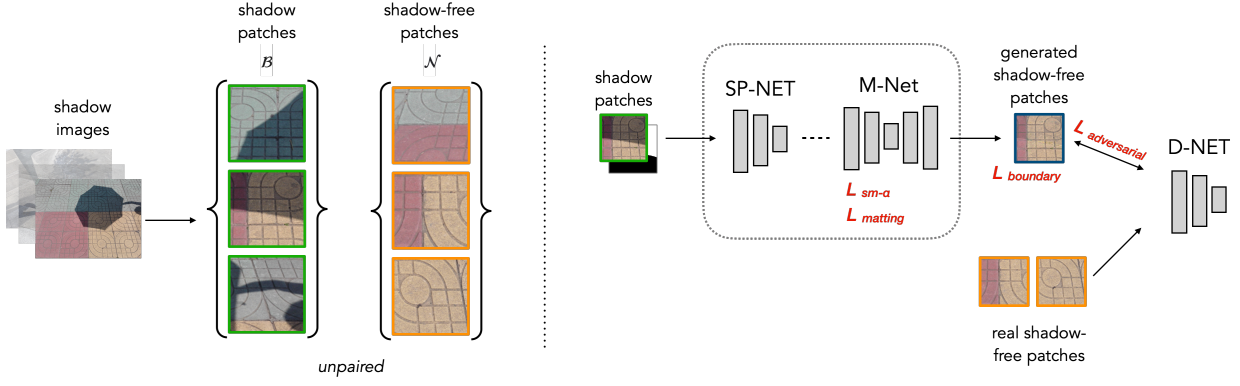 shadow
images
shadow
patches
ℬ
shadow-free
patches
𝒩
unpaired
shadow
patches
SP-NET
M-Net
L sm-α
L matting
generated
shadow-free
patches
L boundary
L adversarial
D-NET
real shadow-
free patches